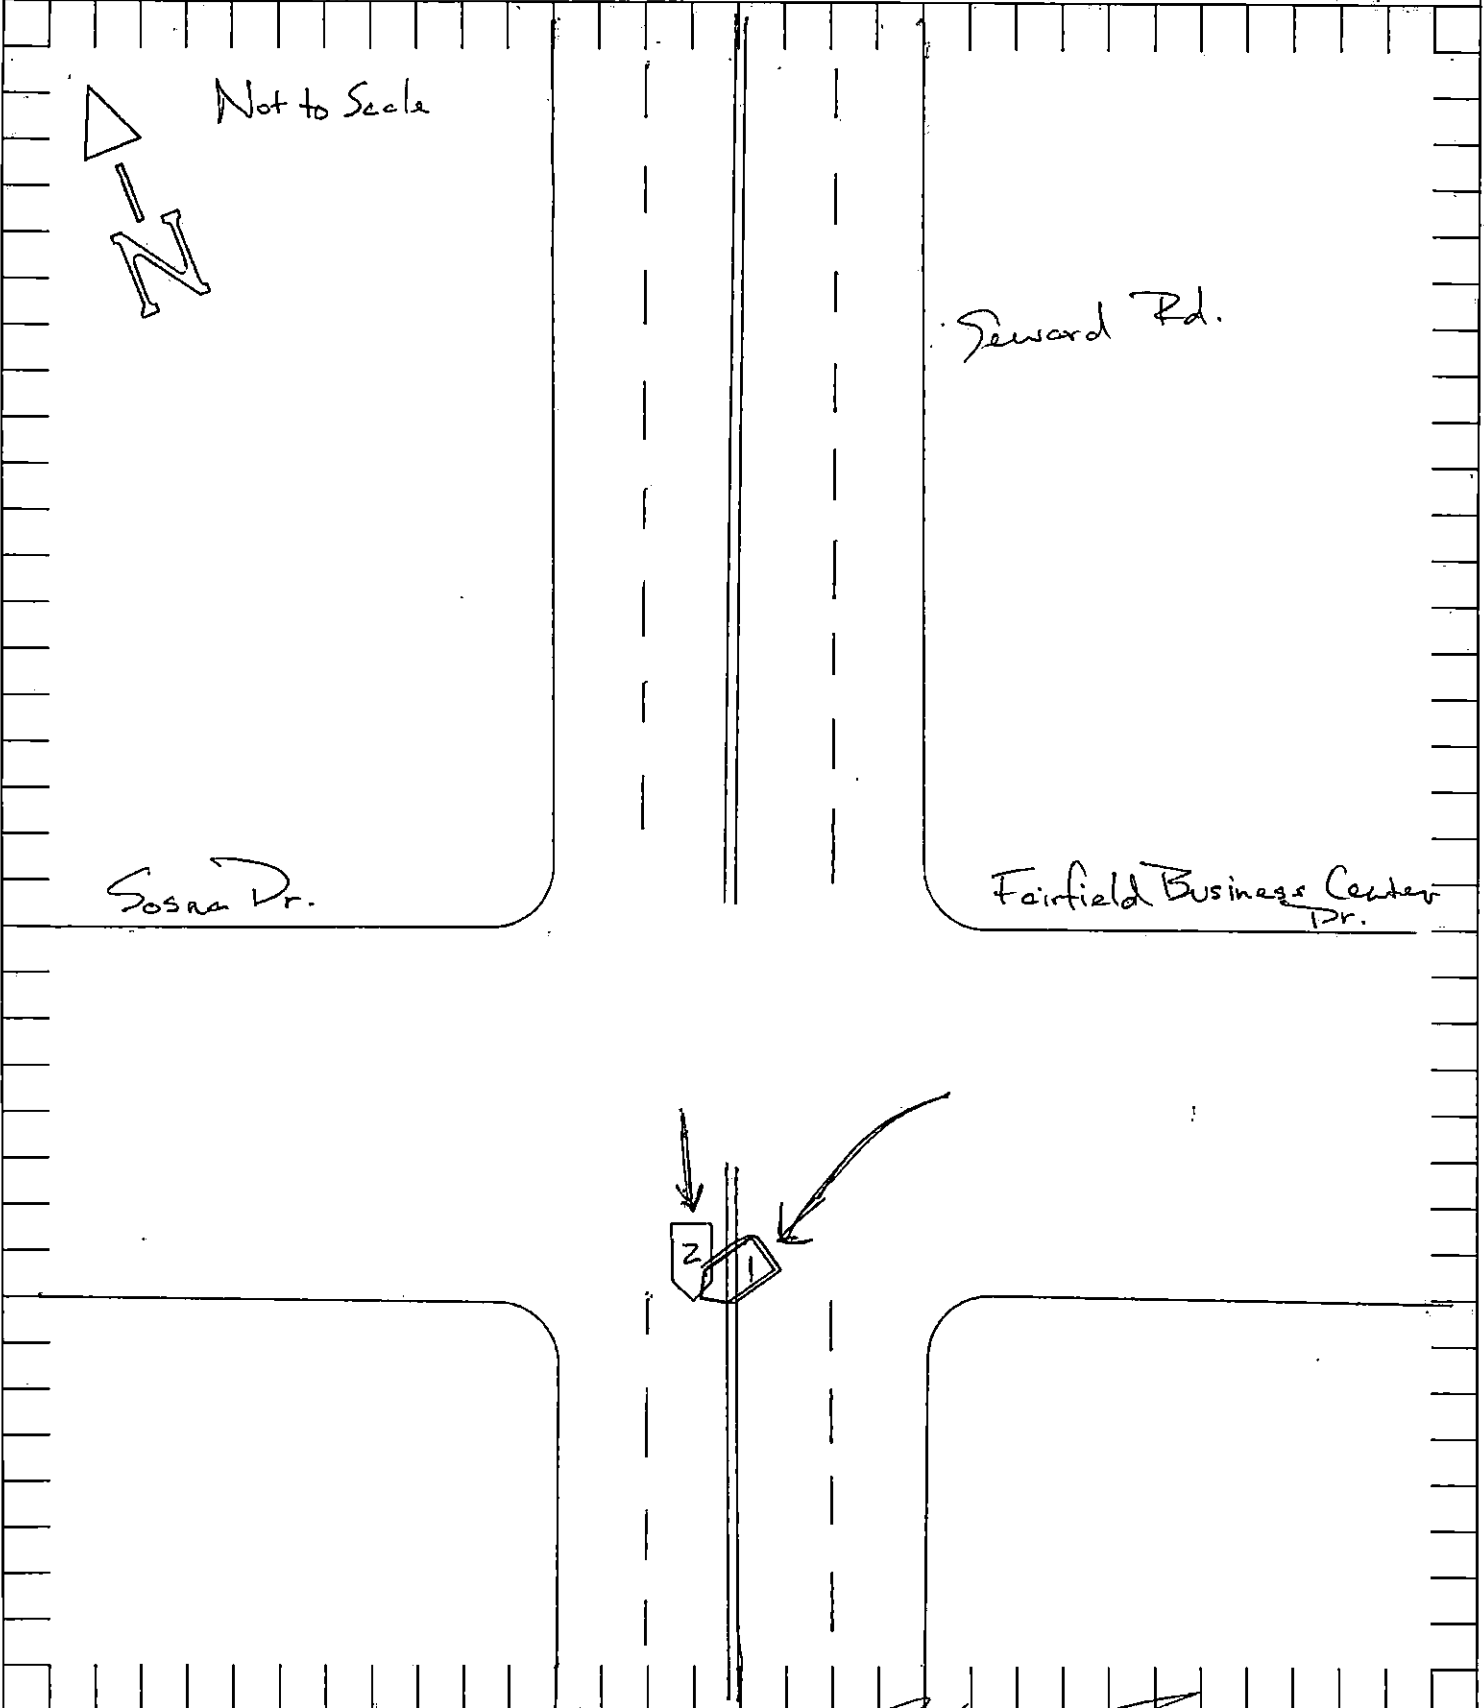 Not to Scale
N
Seward Rd.
Sosna Dr.
Fairfield Business Center
Dr.
2
1